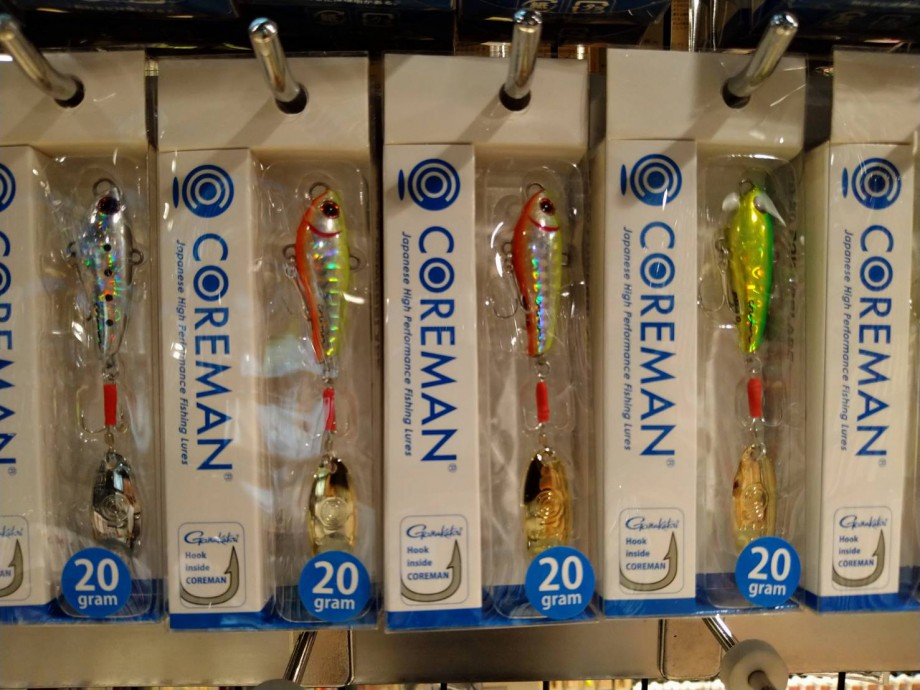 COREMAN
AN
20
gram
COREMAN®
Japanese High Performance Fishing Lures
Gamakatsu
Hook
inside
COREMAN
20
gram
COREMAN®
Japanese High Performance Fishing Lures
Gamakatsu
Hook
inside
COREMAN
20
gram
COREMAN®
Japanese High Performance Fishing Lures
Gamakatsu
Hook
inside
COREMAN
20
gram
COREMAN®
Japanese High Performance Fishing Lures
Gamakatsu
Hook
inside
COREMAN